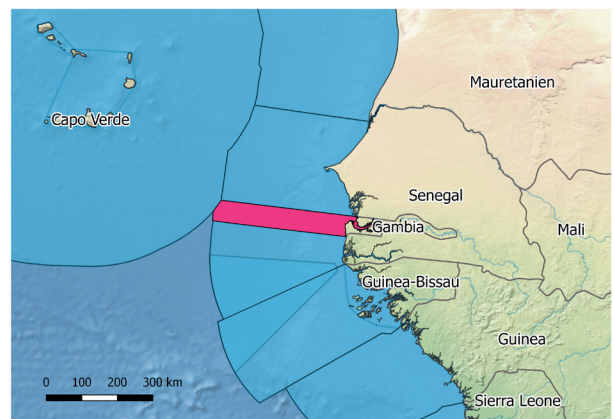 Mauretanien
Capo Verde
Senegal
Gambia
Mali
Guinea-Bissau
Guinea
0 100 200 300 km
Sierra Leone